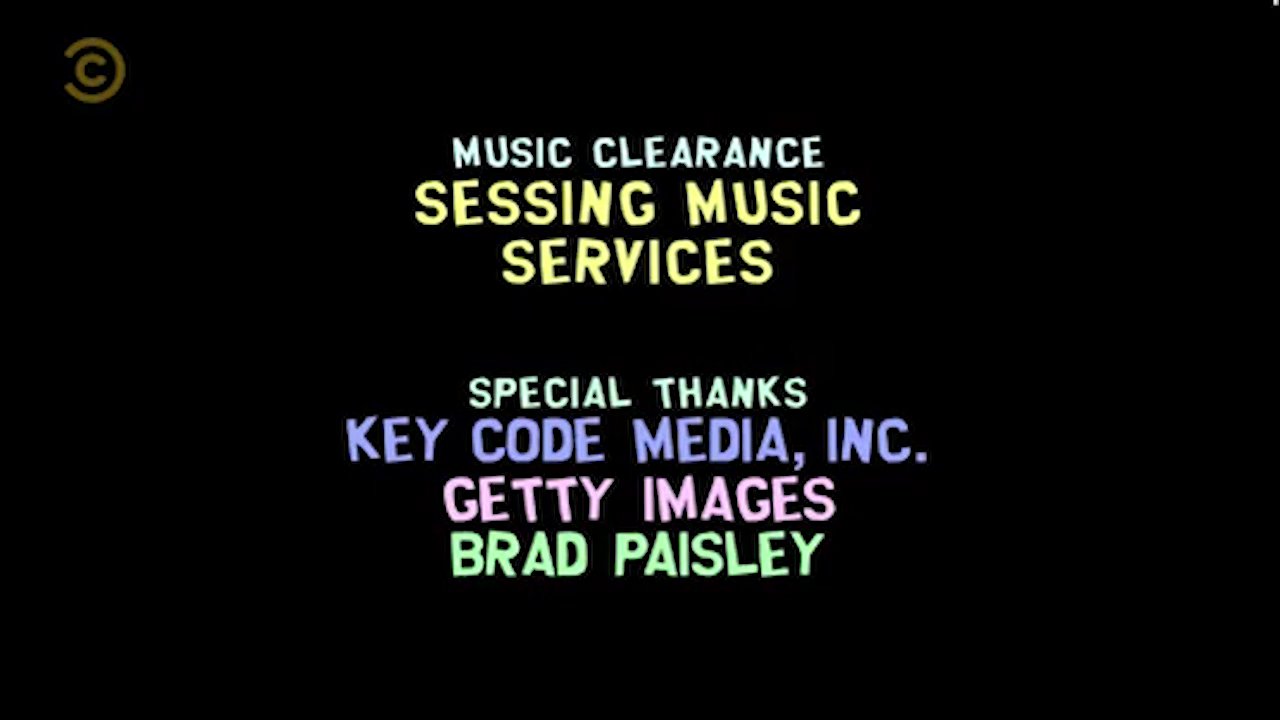 MUSIC CLEARANCE
SESSING MUSIC
SERVICES
SPECIAL THANKS
KEY CODE MEDIA, INC.
GETTY IMAGES
BRAD PAISLEY